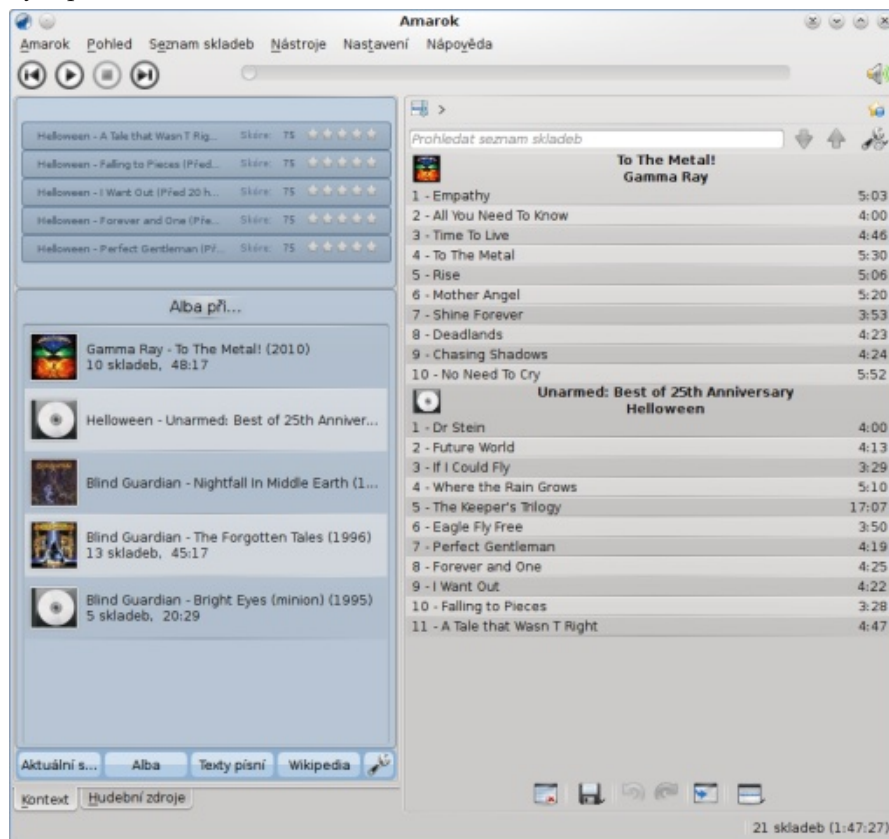 Amarok
Amarok Pohled Seznam skladeb Nástroje Nastavení Nápověda
Helloween - A Tale that Wasn T Rig... Skóre: 75
Helloween - Falling to Pieces (Před... Skóre: 75
Helloween - I Want Out (Před 20 h... Skóre: 75
Helloween - Forever and One (Pře... Skóre: 75
Helloween - Perfect Gentleman (Př... Skóre: 75
Alba při...
Gamma Ray - To The Metal! (2010)
10 skladeb, 48:17
Helloween - Unarmed: Best of 25th Anniver...
Blind Guardian - Nightfall In Middle Earth (1...
Blind Guardian - The Forgotten Tales (1996)
13 skladeb, 45:17
Blind Guardian - Bright Eyes (minion) (1995)
5 skladeb, 20:29
Aktuální s... Alba Texty písní Wikipedia
Kontext Hudební zdroje
>
Prohledat seznam skladeb
To The Metal!
Gamma Ray
1 - Empathy 5:03
2 - All You Need To Know 4:00
3 - Time To Live 4:46
4 - To The Metal 5:30
5 - Rise 5:06
6 - Mother Angel 5:20
7 - Shine Forever 3:53
8 - Deadlands 4:23
9 - Chasing Shadows 4:24
10 - No Need To Cry 5:52
Unarmed: Best of 25th Anniversary
Helloween
1 - Dr Stein 4:00
2 - Future World 4:13
3 - If I Could Fly 3:29
4 - Where the Rain Grows 5:10
5 - The Keeper's Trilogy 17:07
6 - Eagle Fly Free 3:50
7 - Perfect Gentleman 4:19
8 - Forever and One 4:25
9 - I Want Out 4:22
10 - Falling to Pieces 3:28
11 - A Tale that Wasn T Right 4:47
21 skladeb (1:47:27)